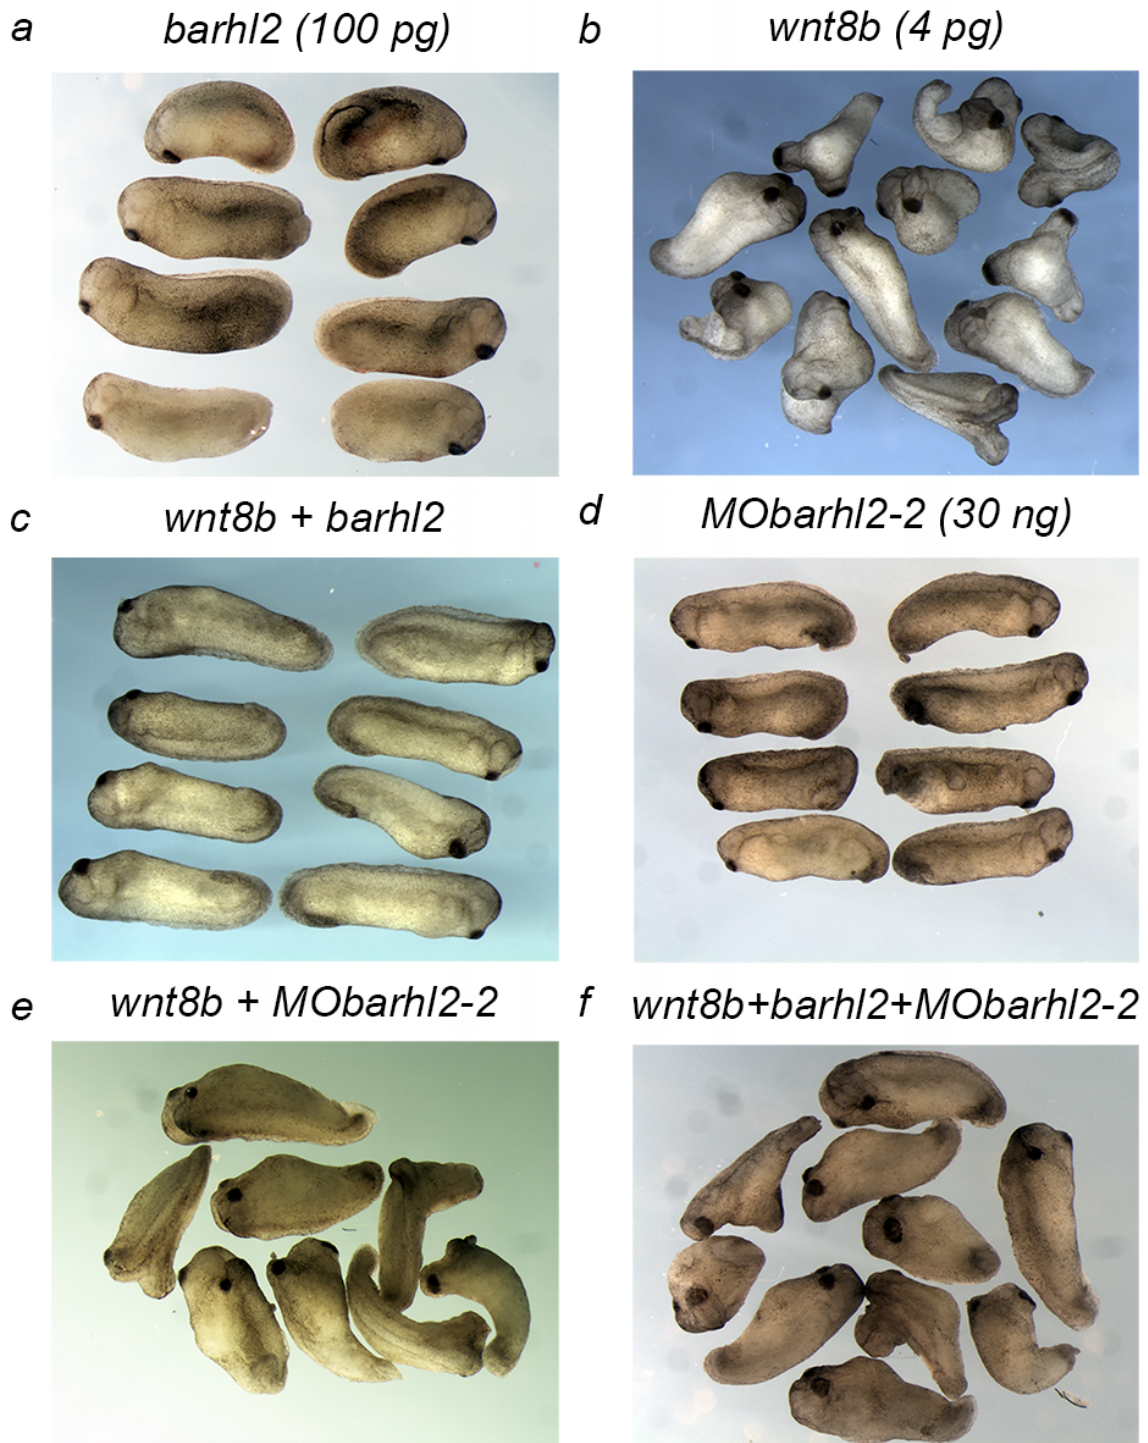 a barhl2 (100 pg)
b wnt8b (4 pg)
c wnt8b + barhl2
d MObarhl2-2 (30 ng)
e wnt8b + MObarhl2-2
f wnt8b+barhl2+MObarhl2-2